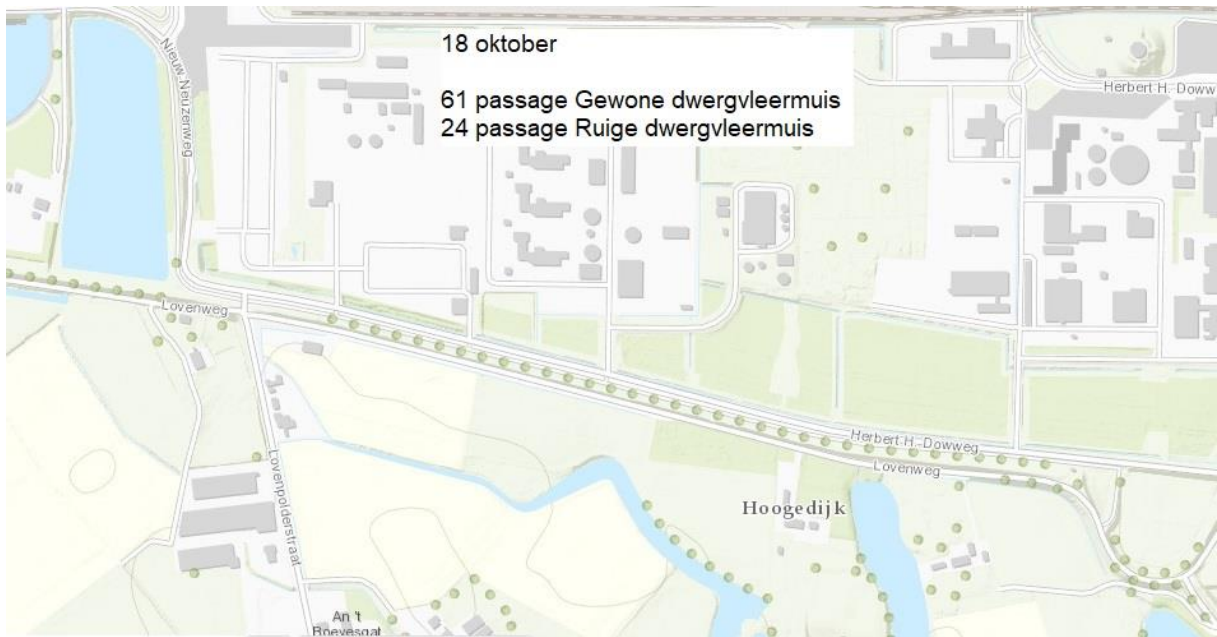 18 oktober
61 passage Gewone dwergvleermuis
24 passage Ruige dwergvleermuis
Nieuw-Neuzenweg
Herbert H. Doww
Lovenweg
Herbert H.-Dowweg
Lovenweg
Hoogedijk
Lovenpolderstraat
An 't
Boevesgat